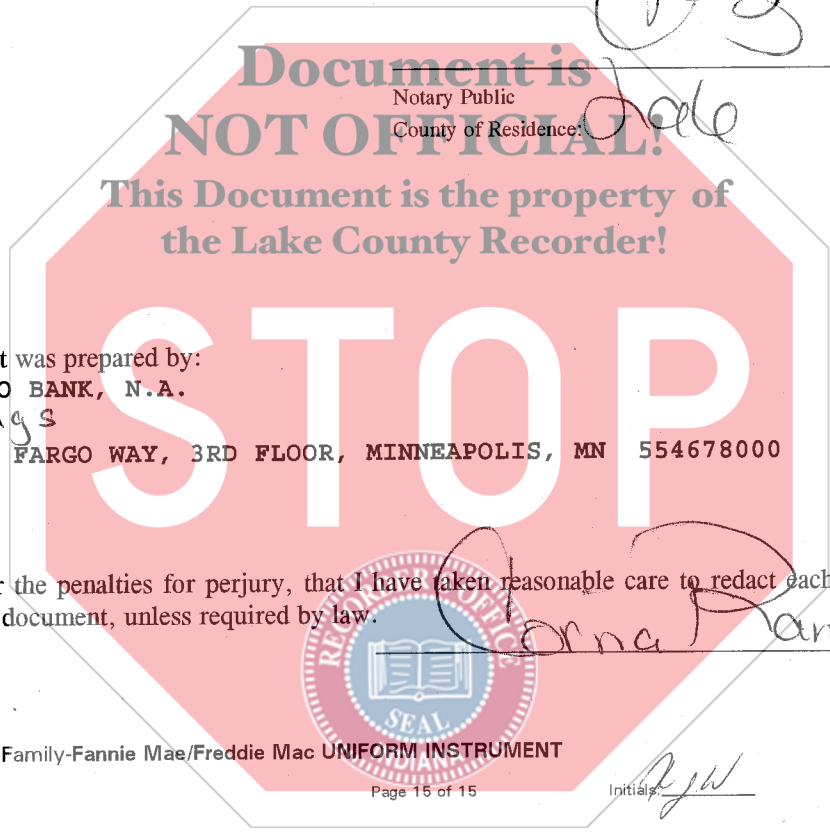 Document is
Notary Public
NOT OFFICIAL!
County of Residence: Lake
This Document is the property of
the Lake County Recorder!
STOP
t was prepared by:
O BANK, N.A.
gs
FARGO WAY, 3RD FLOOR, MINNEAPOLIS, MN 554678000
r the penalties for perjury, that I have taken reasonable care to redact each
document, unless required by law.
RECORDER OFFICE
SEAL
INDIANA
Family-Fannie Mae/Freddie Mac UNIFORM INSTRUMENT
Page 15 of 15
Initials: